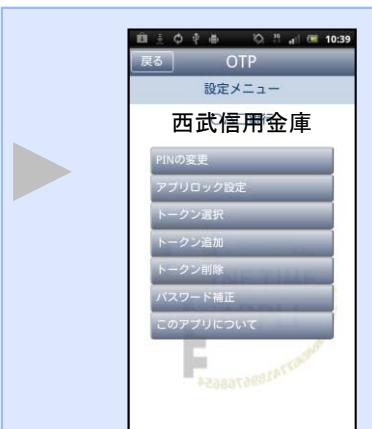 10:39
戻る OTP
設定メニュー
西武信用金庫
PINの変更
アプリロック設定
トークン選択
トークン追加
トークン削除
パスワード補正
このアプリについて